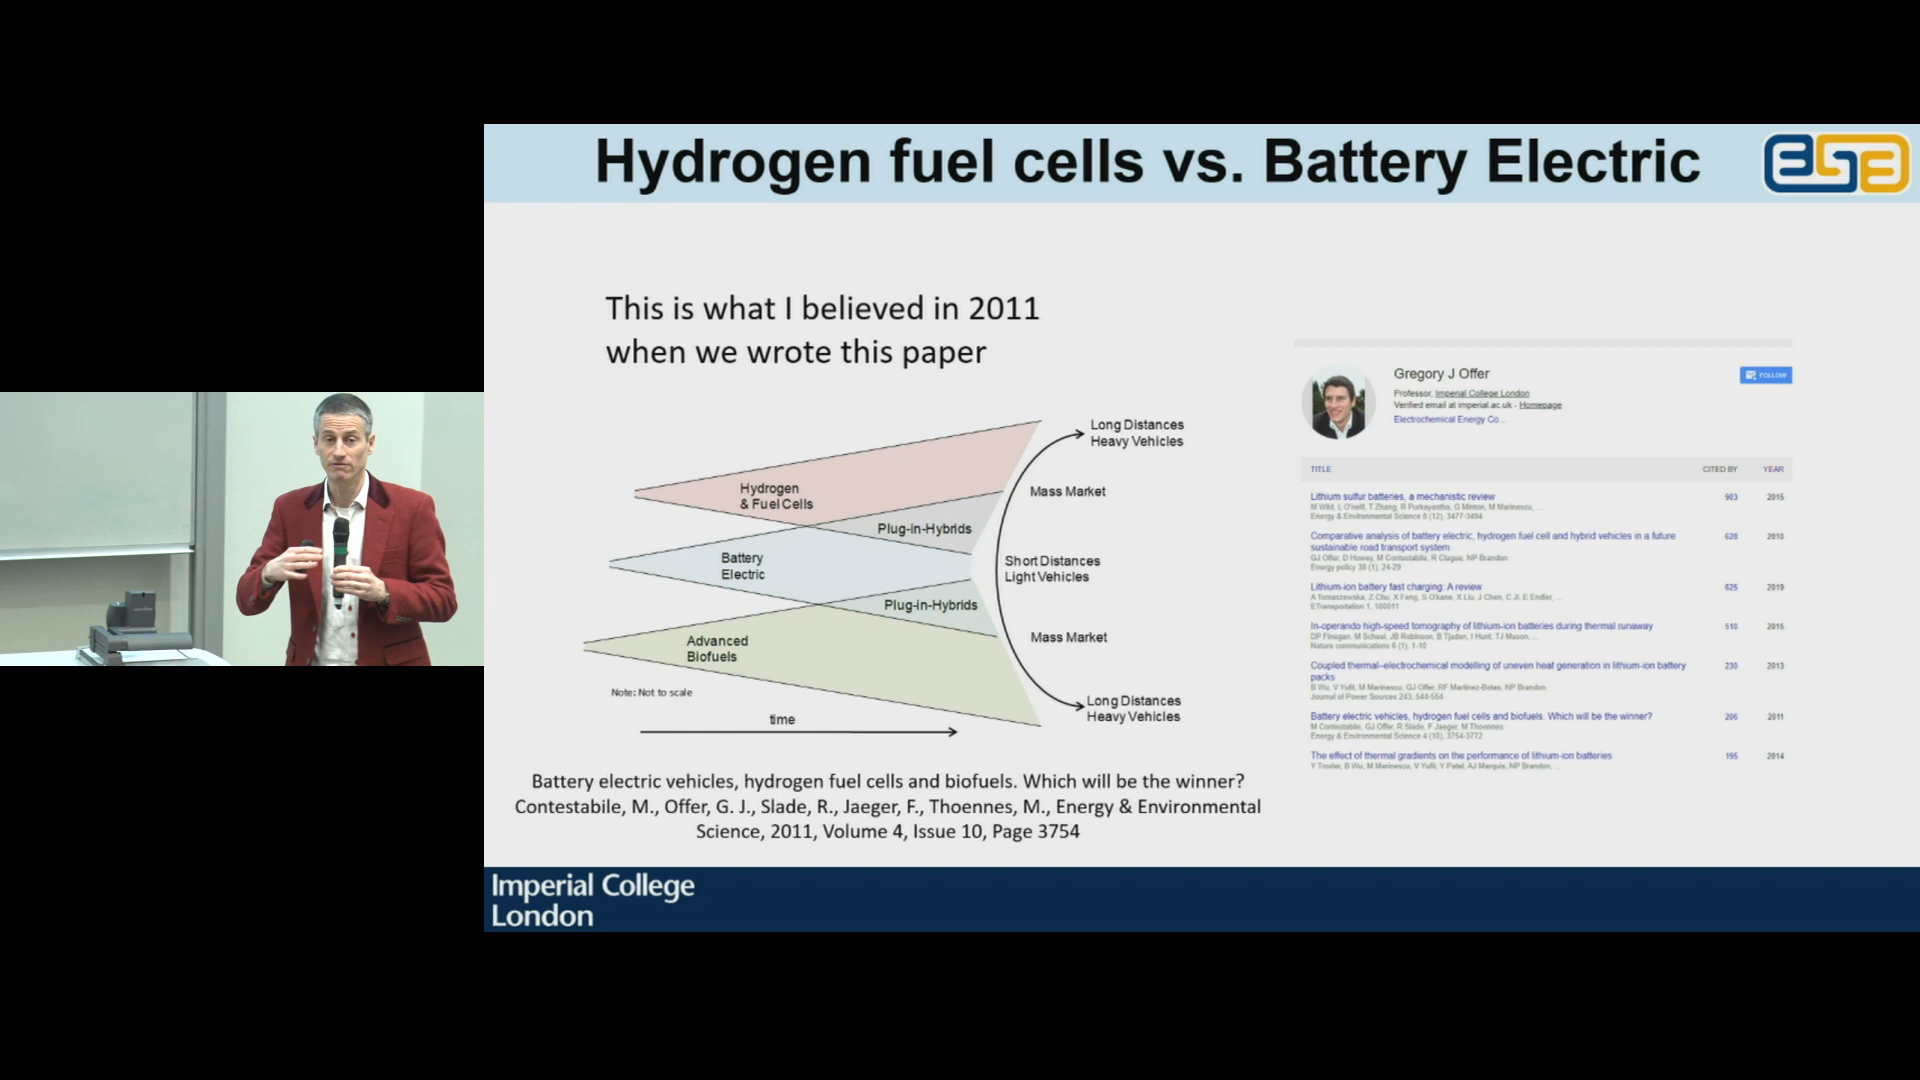 Hydrogen fuel cells vs. Battery Electric
This is what I believed in 2011
when we wrote this paper
Hydrogen
& Fuel Cells
Battery
Electric
Advanced
Biofuels
Plug-in-Hybrids
Plug-in-Hybrids
Long Distances
Heavy Vehicles
Mass Market
Short Distances
Light Vehicles
Mass Market
Long Distances
Heavy Vehicles
Note: Not to scale
time
Battery electric vehicles, hydrogen fuel cells and biofuels. Which will be the winner?
Contestabile, M., Offer, G. J., Slade, R., Jaeger, F., Thoennes, M., Energy & Environmental
Science, 2011, Volume 4, Issue 10, Page 3754
Gregory J Offer
FOLLOW
Professor, Imperial College London
Verified email at imperial.ac.uk - Homepage
Electrochemical Energy Co...
TITLE CITED BY YEAR
Lithium sulfur batteries, a mechanistic review 903 2015
M Wild, L O'neill, T Zhang, R Purkayastha, G Minton, M Marinescu, ...
Energy & Environmental Science 8 (12), 3477-3494
Comparative analysis of battery electric, hydrogen fuel cell and hybrid vehicles in a future 628 2010
sustainable road transport system
GJ Offer, D Howey, M Contestabile, R Clague, NP Brandon
Energy policy 38 (1), 24-29
Lithium-ion battery fast charging: A review 625 2019
A Tomaszewska, Z Chu, X Feng, S O'kane, X Liu, J Chen, C Ji, E Endler, ...
ETransportation 1, 100011
In-operando high-speed tomography of lithium-ion batteries during thermal runaway 510 2015
DP Finegan, M Scheel, JB Robinson, B Tjaden, I Hunt, TJ Mason, ...
Nature communications 6 (1), 1-10
Coupled thermal–electrochemical modelling of uneven heat generation in lithium-ion battery 230 2013
packs
B Wu, V Yufit, M Marinescu, GJ Offer, RF Martinez-Botas, NP Brandon
Journal of Power Sources 243, 544-554
Battery electric vehicles, hydrogen fuel cells and biofuels. Which will be the winner? 206 2011
M Contestabile, GJ Offer, R Slade, F Jaeger, M Thoennes
Energy & Environmental Science 4 (10), 3754-3772
The effect of thermal gradients on the performance of lithium-ion batteries 195 2014
Y Troxler, B Wu, M Marinescu, V Yufit, Y Patel, AJ Marquis, NP Brandon, ...
Imperial College
London